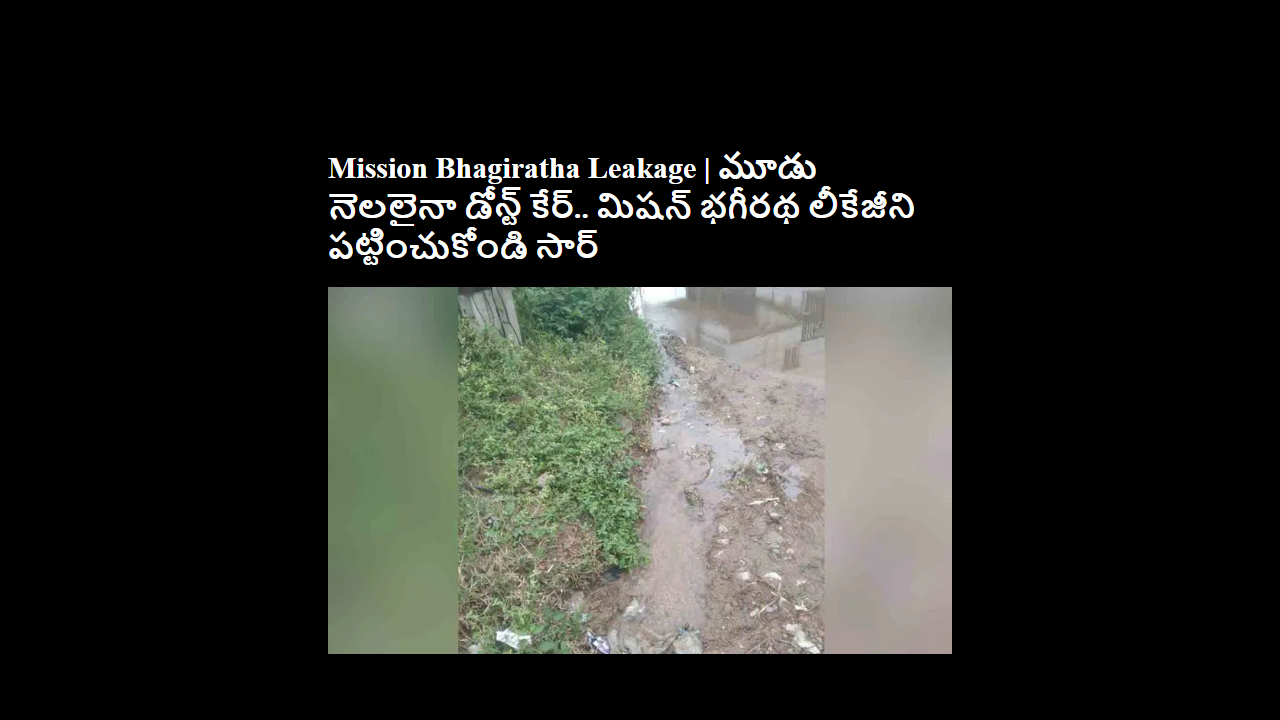 Mission Bhagiratha Leakage | మూడు
నెలలైనా డోన్ట్ కేర్.. మిషన్ భగీరథ లీకేజీని
పట్టించుకోండి సార్